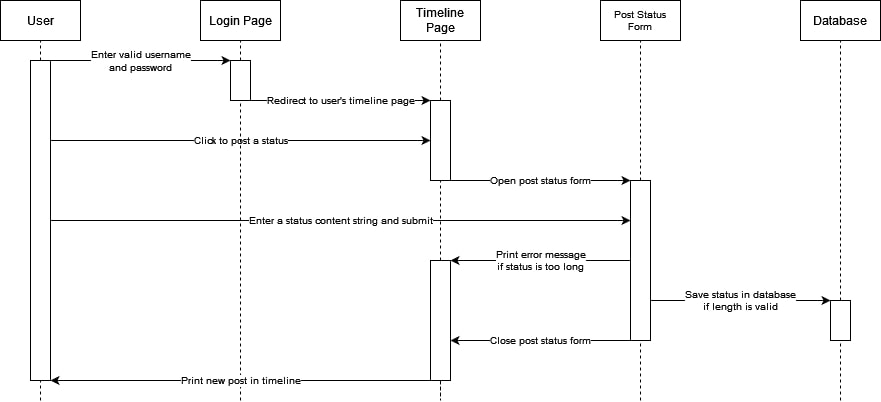 User
Login Page
Timeline
Page
Post Status
Form
Database
Enter valid username
and password
Redirect to user's timeline page
Click to post a status
Open post status form
Enter a status content string and submit
Print error message
if status is too long
Save status in database
if length is valid
Close post status form
Print new post in timeline